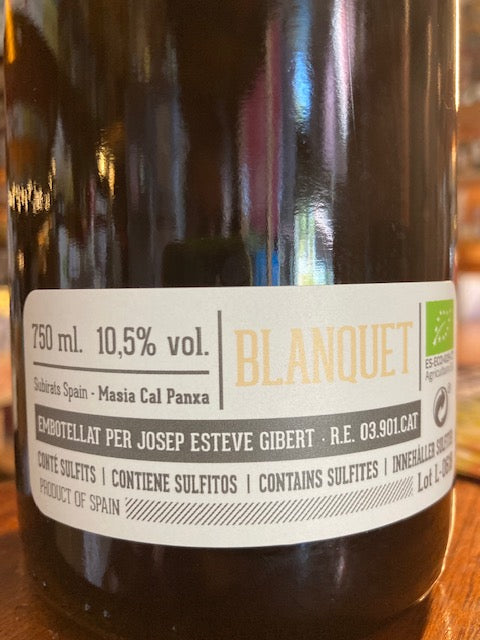 750 ml. 10,5% vol.
Subirats Spain - Masia Cal Panxa
BLANQUET
EMBOTELLAT PER JOSEP ESTEVE GIBERT · R.E. 03.901.CAT
CONTÉ SULFITS | CONTIENE SULFITOS | CONTAINS SULFITES | INNEHÅLLER
PRODUCT OF SPAIN
Lot